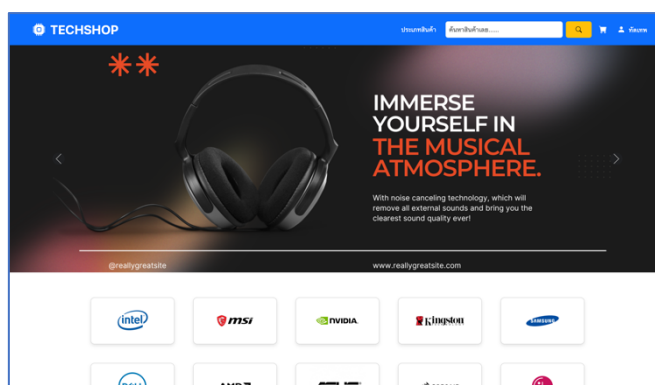 TECHSHOP
ประเภทสินค้า
ค้นหาสินค้าเลย......
IMMERSE
YOURSELF IN
THE MUSICAL
ATMOSPHERE.
With noise canceling technology, which will
remove all external sounds and bring you the
clearest sound quality ever!
@reallygreatsite
www.reallygreatsite.com
intel
msi
NVIDIA
Kingston
SAMSUNG
DELL
AMD